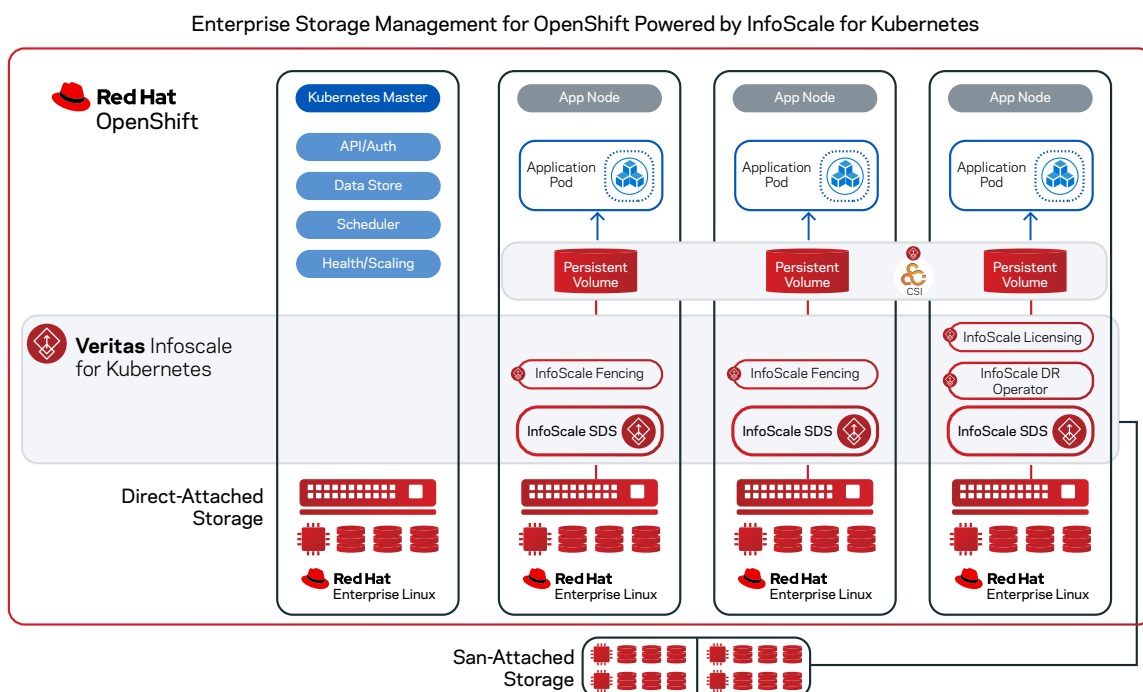 Enterprise Storage Management for OpenShift Powered by InfoScale for Kubernetes
Red Hat
OpenShift
Kubernetes Master
API/Auth
Data Store
Scheduler
Health/Scaling
App Node
Application
Pod
App Node
Application
Pod
App Node
Application
Pod
Persistent
Volume
Persistent
Volume
CSI
Persistent
Volume
Veritas Infoscale
for Kubernetes
InfoScale Fencing
InfoScale SDS
InfoScale Fencing
InfoScale SDS
InfoScale Licensing
InfoScale DR
Operator
InfoScale SDS
Direct-Attached
Storage
Red Hat
Enterprise Linux
Red Hat
Enterprise Linux
Red Hat
Enterprise Linux
Red Hat
Enterprise Linux
San-Attached
Storage